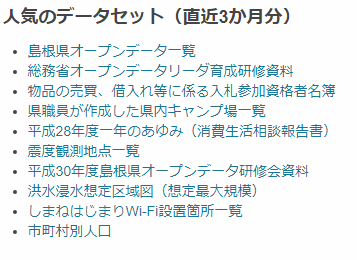 人気のデータセット（直近3か月分）
島根県オープンデータ一覧
総務省オープンデータリーダ育成研修資料
物品の売買、借入れ等に係る入札参加資格者名簿
県職員が作成した県内キャンプ場一覧
平成28年度一年のあゆみ（消費生活相談報告書）
震度観測地点一覧
平成30年度島根県オープンデータ研修会資料
洪水浸水想定区域図（想定最大規模）
しまねはじまりWi-Fi設置箇所一覧
市町村別人口